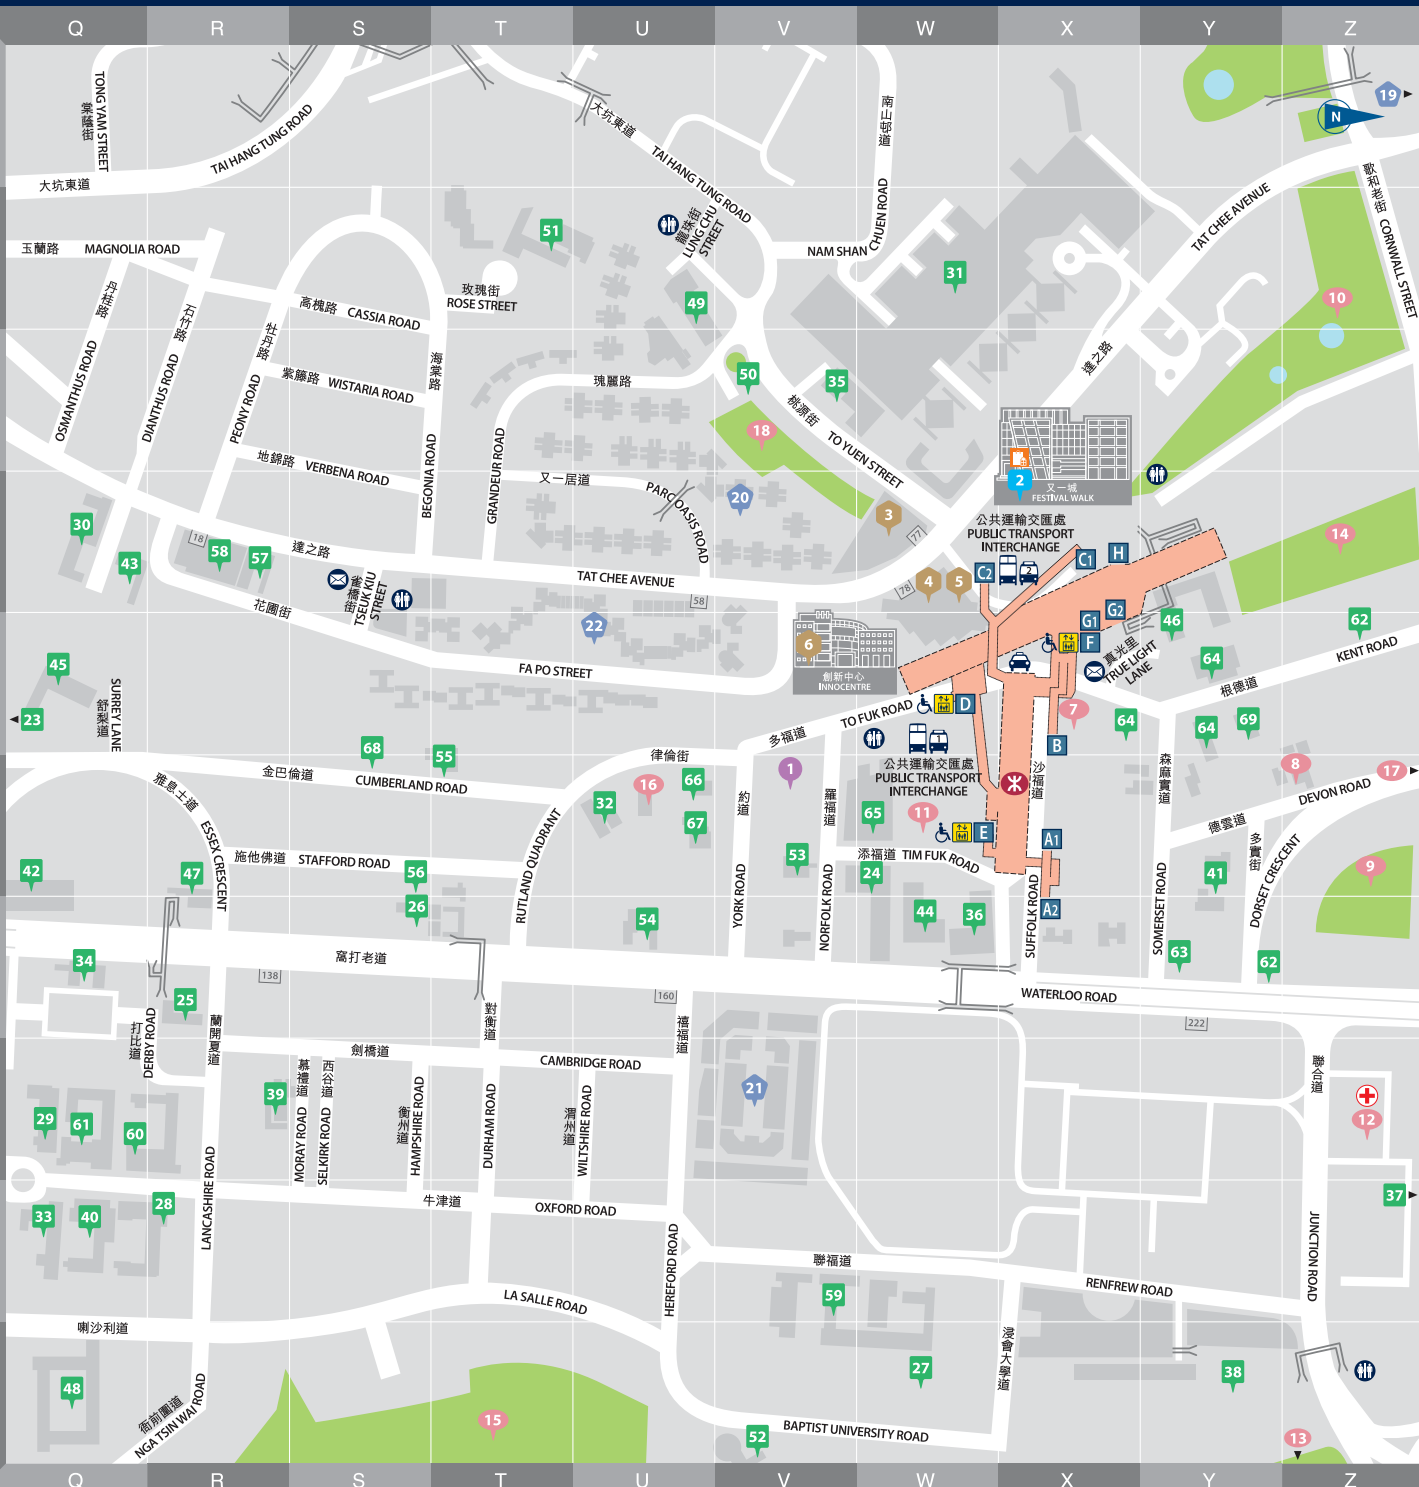 Q R S T U V W X Y Z
TONG YAM STREET
棠蔭街
TAI HANG TUNG ROAD
大坑東道
大坑東道
TAI HANG TUNG ROAD
南山邨道
NAM SHAN
CHUEN ROAD
19
N
歌和老街 CORNWALL STREET
TAT CHEE AVENUE
玉蘭路 MAGNOLIA ROAD
51
龍珠街
LUNG CHU
STREET
31
10
丹桂路
OSMANTHUS ROAD
石竹路
DIANTHUS ROAD
牡丹路
PEONY ROAD
高槐路 CASSIA ROAD
玫瑰街
ROSE STREET
49
海棠路
BEGONIA ROAD
紫藤路 WISTARIA ROAD
瑰麗路
50
35
達之路
桃源街
TO YUEN STREET
18
地錦路 VERBENA ROAD
GRANDEUR ROAD
又一居道
PARC OASIS ROAD
20
2
又一城
FESTIVAL WALK
3
77
公共運輸交匯處
PUBLIC TRANSPORT
INTERCHANGE
30
43
18
58
57
達之路
TAT CHEE AVENUE
58
78
4
5
C2
2
C1
H
14
花圃街
雀橋街
TSEUK KIU
STREET
22
FA PO STREET
6
創新中心
INNOCENTRE
G1
G2
F
46
62
真光里
TRUE LIGHT
LANE
64
KENT ROAD
根德道
45
23
SURREY LANE
舒梨道
68
55
律倫街
多福道
TO FUK ROAD
D
7
B
64
64
69
金巴倫道
CUMBERLAND ROAD
16
66
1
1
公共運輸交匯處
PUBLIC TRANSPORT
INTERCHANGE
沙福道
SUFFOLK ROAD
森麻實道
SOMERSET ROAD
8
17
DEVON ROAD
德雲道
雅息士道
ESSEX CRESCENT
RUTLAND QUADRANT
32
67
約道
YORK ROAD
羅福道
NORFOLK ROAD
65
11
E
A1
多實街
DORSET CRESCENT
施他佛道 STAFFORD ROAD
42
47
56
26
53
添福道 TIM FUK ROAD
24
41
9
54
44
36
A2
34
窩打老道
138
160
63
62
WATERLOO ROAD
222
25
打比道
DERBY ROAD
蘭開夏道
LANCASHIRE ROAD
對衡道
DURHAM ROAD
禧福道
HEREFORD ROAD
劍橋道
CAMBRIDGE ROAD
慕禮道
MORAY ROAD
西谷道
SELKIRK ROAD
衡州道
HAMPSHIRE ROAD
渭州道
WILTSHIRE ROAD
39
21
聯合道
JUNCTION ROAD
12
29
61
60
33
40
28
牛津道
OXFORD ROAD
37
聯福道
RENFREW ROAD
59
LA SALLE ROAD
喇沙利道
浸會大學道
27
38
48
衙前圍道
NGA TSIN WAI ROAD
15
52
BAPTIST UNIVERSITY ROAD
13
Q R S T U V W X Y Z